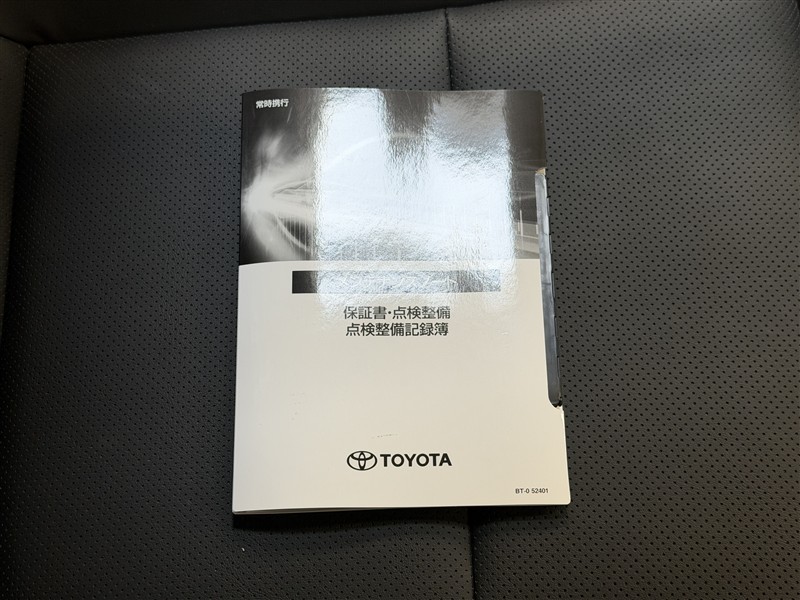 常時携行
保証書・点検整備
点検整備記録簿
TOYOTA
BT-0 52401